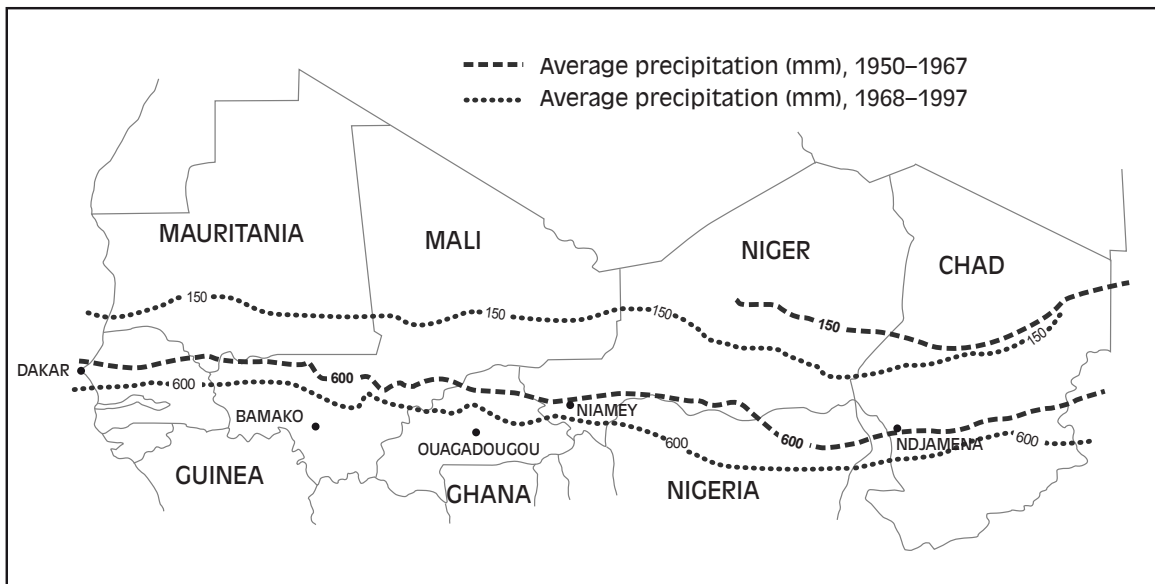 Average precipitation (mm), 1950–1967
Average precipitation (mm), 1968–1997
MAURITANIA
MALI
NIGER
CHAD
150
150
150
150
150
DAKAR
600
600
BAMAKO
NIAMEY
OUAGADOUGOU
600
600
NDJAMENA
600
GUINEA
GHANA
NIGERIA